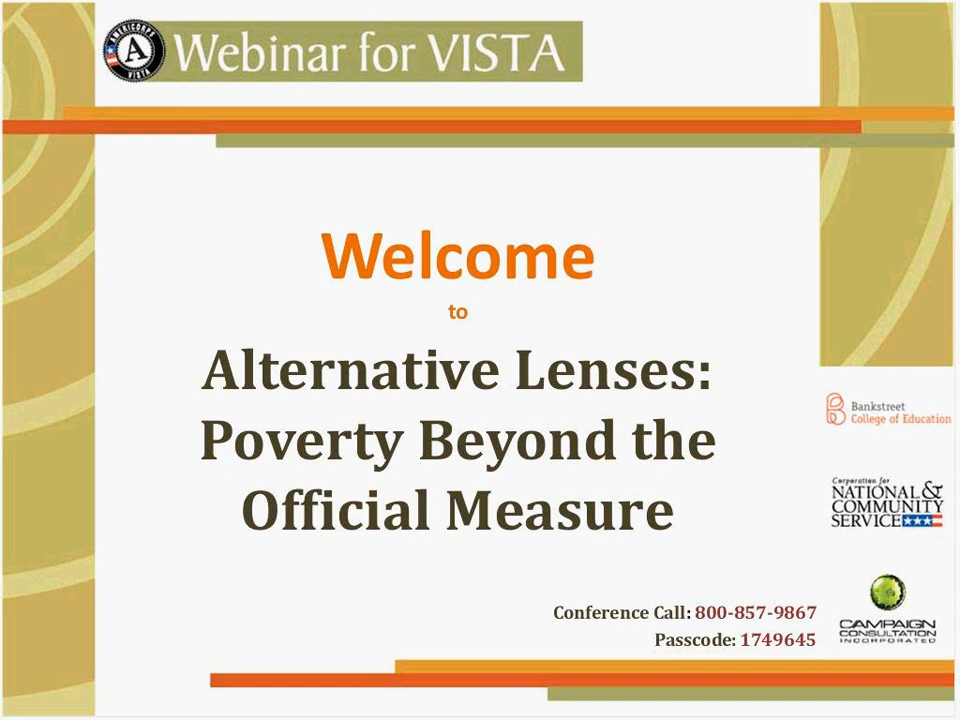 AMERICORPS
A
VISTA
Webinar for VISTA
Welcome
to
Alternative Lenses:
Poverty Beyond the
Official Measure
Bankstreet
College of Education
Corporation for
NATIONAL &
COMMUNITY
SERVICE
Conference Call: 800-857-9867
Passcode: 1749645
CAMPAIGN
CONSULTATION
INCORPORATED